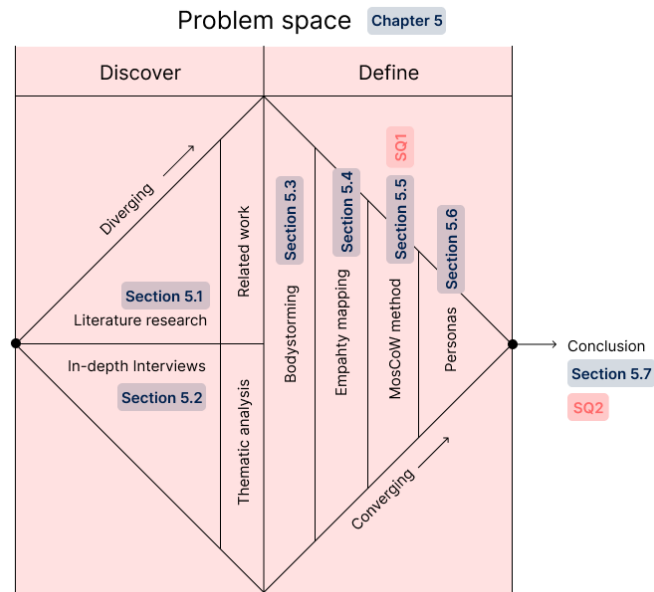 Problem space Chapter 5
Discover
Define
Diverging
Section 5.1
Literature research
Related work
In-depth Interviews
Section 5.2
Thematic analysis
Section 5.3
Bodystorming
Section 5.4
Empahty mapping
SQ1
Section 5.5
MosCoW method
Section 5.6
Personas
Converging
Conclusion
Section 5.7
SQ2